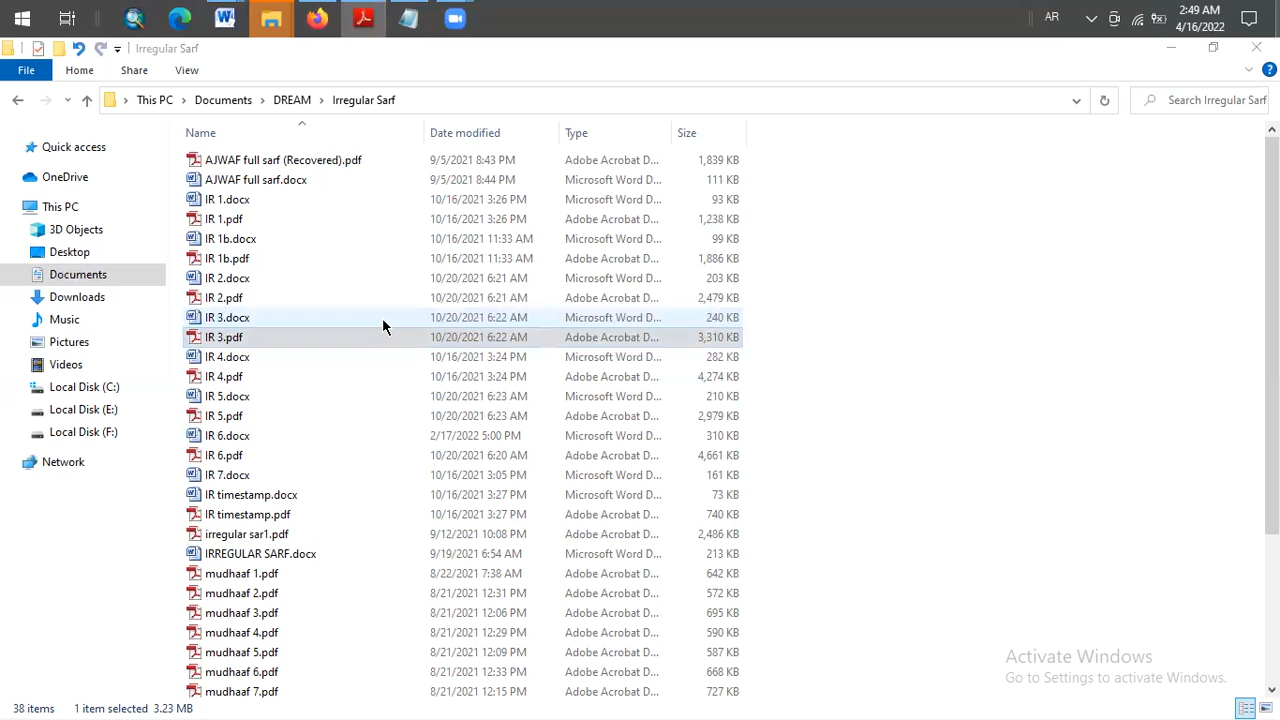 AR
2:49 AM
4/16/2022
Irregular Sarf
File Home Share View
This PC > Documents > DREAM > Irregular Sarf
Search Irregular Sarf
Name Date modified Type Size
Quick access
OneDrive
This PC
3D Objects
Desktop
Documents
Downloads
Music
Pictures
Videos
Local Disk (C:)
Local Disk (E:)
Local Disk (F:)
Network
AJWAF full sarf (Recovered).pdf 9/5/2021 8:43 PM Adobe Acrobat D... 1,839 KB
AJWAF full sarf.docx 9/5/2021 8:44 PM Microsoft Word D... 111 KB
IR 1.docx 10/16/2021 3:26 PM Microsoft Word D... 93 KB
IR 1.pdf 10/16/2021 3:26 PM Adobe Acrobat D... 1,238 KB
IR 1b.docx 10/16/2021 11:33 AM Microsoft Word D... 99 KB
IR 1b.pdf 10/16/2021 11:33 AM Adobe Acrobat D... 1,886 KB
IR 2.docx 10/20/2021 6:21 AM Microsoft Word D... 203 KB
IR 2.pdf 10/20/2021 6:21 AM Adobe Acrobat D... 2,479 KB
IR 3.docx 10/20/2021 6:22 AM Microsoft Word D... 240 KB
IR 3.pdf 10/20/2021 6:22 AM Adobe Acrobat D... 3,310 KB
IR 4.docx 10/16/2021 3:24 PM Microsoft Word D... 282 KB
IR 4.pdf 10/16/2021 3:24 PM Adobe Acrobat D... 4,274 KB
IR 5.docx 10/20/2021 6:23 AM Microsoft Word D... 210 KB
IR 5.pdf 10/20/2021 6:23 AM Adobe Acrobat D... 2,979 KB
IR 6.docx 2/17/2022 5:00 PM Microsoft Word D... 310 KB
IR 6.pdf 10/20/2021 6:20 AM Adobe Acrobat D... 4,661 KB
IR 7.docx 10/16/2021 3:05 PM Microsoft Word D... 161 KB
IR timestamp.docx 10/16/2021 3:27 PM Microsoft Word D... 73 KB
IR timestamp.pdf 10/16/2021 3:27 PM Adobe Acrobat D... 740 KB
irregular sar1.pdf 9/12/2021 10:08 PM Adobe Acrobat D... 2,486 KB
IRREGULAR SARF.docx 9/19/2021 6:54 AM Microsoft Word D... 213 KB
mudhaaf 1.pdf 8/22/2021 7:38 AM Adobe Acrobat D... 642 KB
mudhaaf 2.pdf 8/21/2021 12:31 PM Adobe Acrobat D... 572 KB
mudhaaf 3.pdf 8/21/2021 12:06 PM Adobe Acrobat D... 695 KB
mudhaaf 4.pdf 8/21/2021 12:29 PM Adobe Acrobat D... 590 KB
mudhaaf 5.pdf 8/21/2021 12:09 PM Adobe Acrobat D... 587 KB
mudhaaf 6.pdf 8/21/2021 12:33 PM Adobe Acrobat D... 668 KB
mudhaaf 7.pdf 8/21/2021 12:15 PM Adobe Acrobat D... 727 KB
Activate Windows
Go to Settings to activate Windows.
38 items 1 item selected 3.23 MB